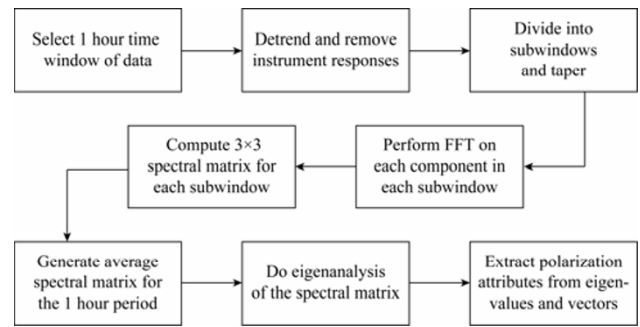 Select 1 hour time
window of data
Detrend and remove
instrument responses
Divide into
subwindows
and taper
Perform FFT on
each component in
each subwindow
Compute 3×3
spectral matrix for
each subwindow
Generate average
spectral matrix for
the 1 hour period
Do eigenanalysis
of the spectral matrix
Extract polarization
attributes from eigen-
values and vectors